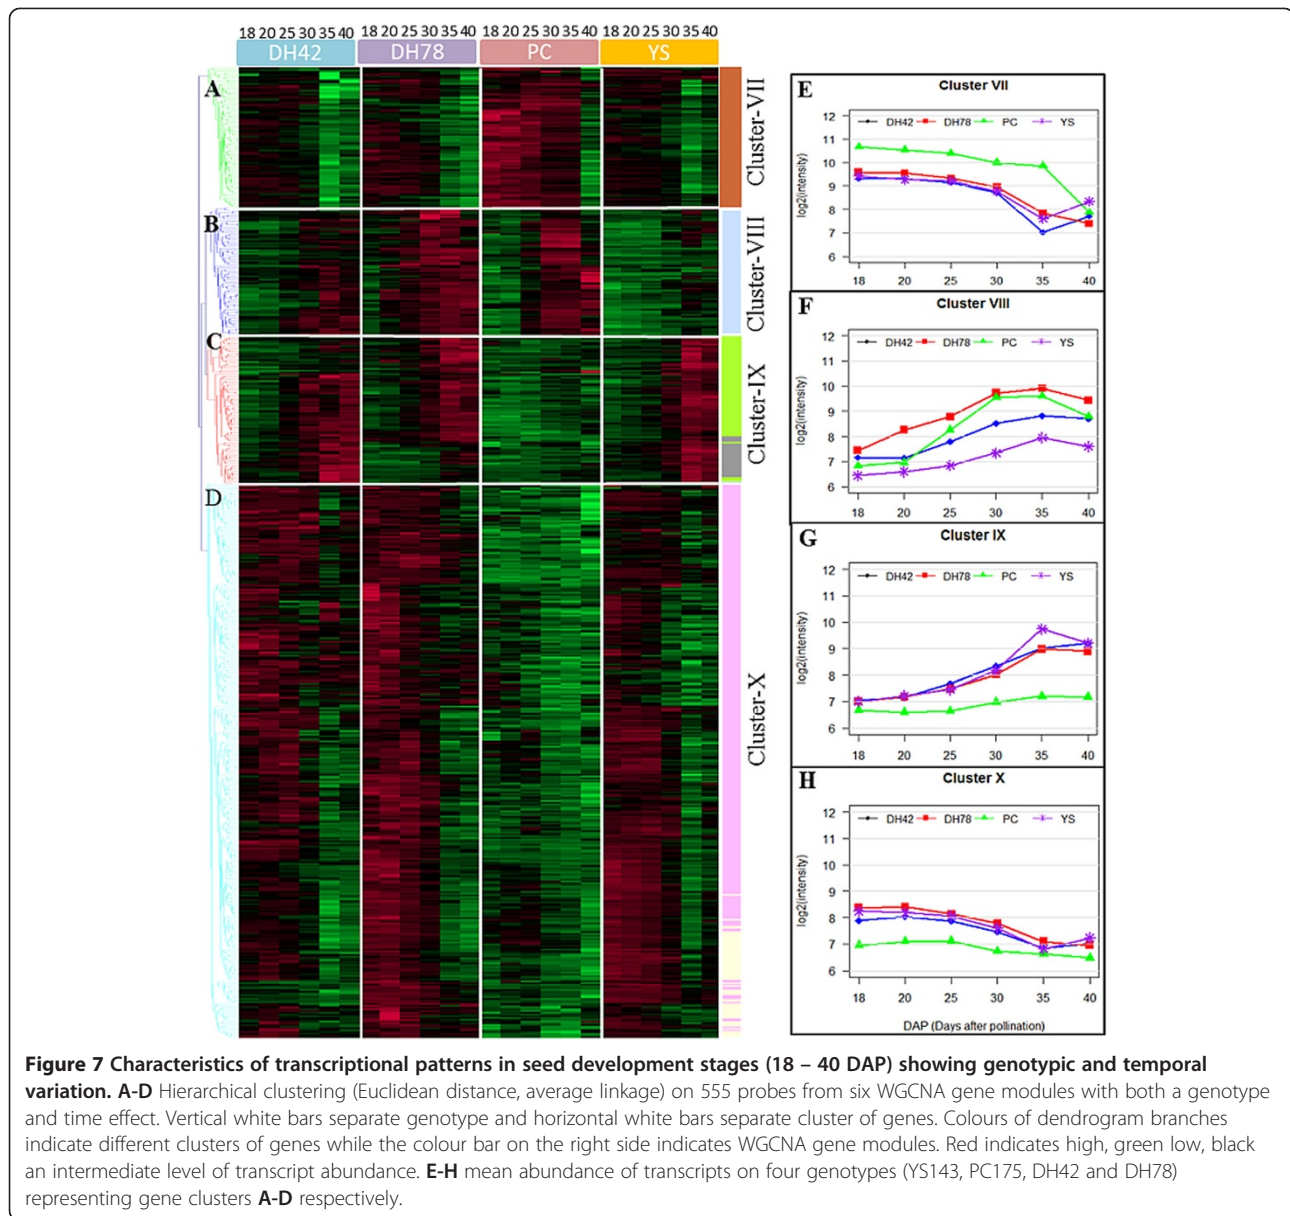 18 20 25 30 35 40 18 20 25 30 35 40 18 20 25 30 35 40 18 20 25 30 35 40
DH42 DH78 PC YS
A
Cluster-VII
B
Cluster-VIII
C
Cluster-IX
D
Cluster-X
E
Cluster VII
DH42 DH78 PC YS
log2(intensity)
12
11
10
9
8
7
6
18 20 25 30 35 40
F
Cluster VIII
DH42 DH78 PC YS
log2(intensity)
12
11
10
9
8
7
6
18 20 25 30 35 40
G
Cluster IX
DH42 DH78 PC YS
log2(intensity)
12
11
10
9
8
7
6
18 20 25 30 35 40
H
Cluster X
DH42 DH78 PC YS
log2(intensity)
12
11
10
9
8
7
6
18 20 25 30 35 40
DAP (Days after pollination)
Figure 7 Characteristics of transcriptional patterns in seed development stages (18 – 40 DAP) showing genotypic and temporal
variation. A-D Hierarchical clustering (Euclidean distance, average linkage) on 555 probes from six WGCNA gene modules with both a genotype
and time effect. Vertical white bars separate genotype and horizontal white bars separate cluster of genes. Colours of dendrogram branches
indicate different clusters of genes while the colour bar on the right side indicates WGCNA gene modules. Red indicates high, green low, black
an intermediate level of transcript abundance. E-H mean abundance of transcripts on four genotypes (YS143, PC175, DH42 and DH78)
representing gene clusters A-D respectively.